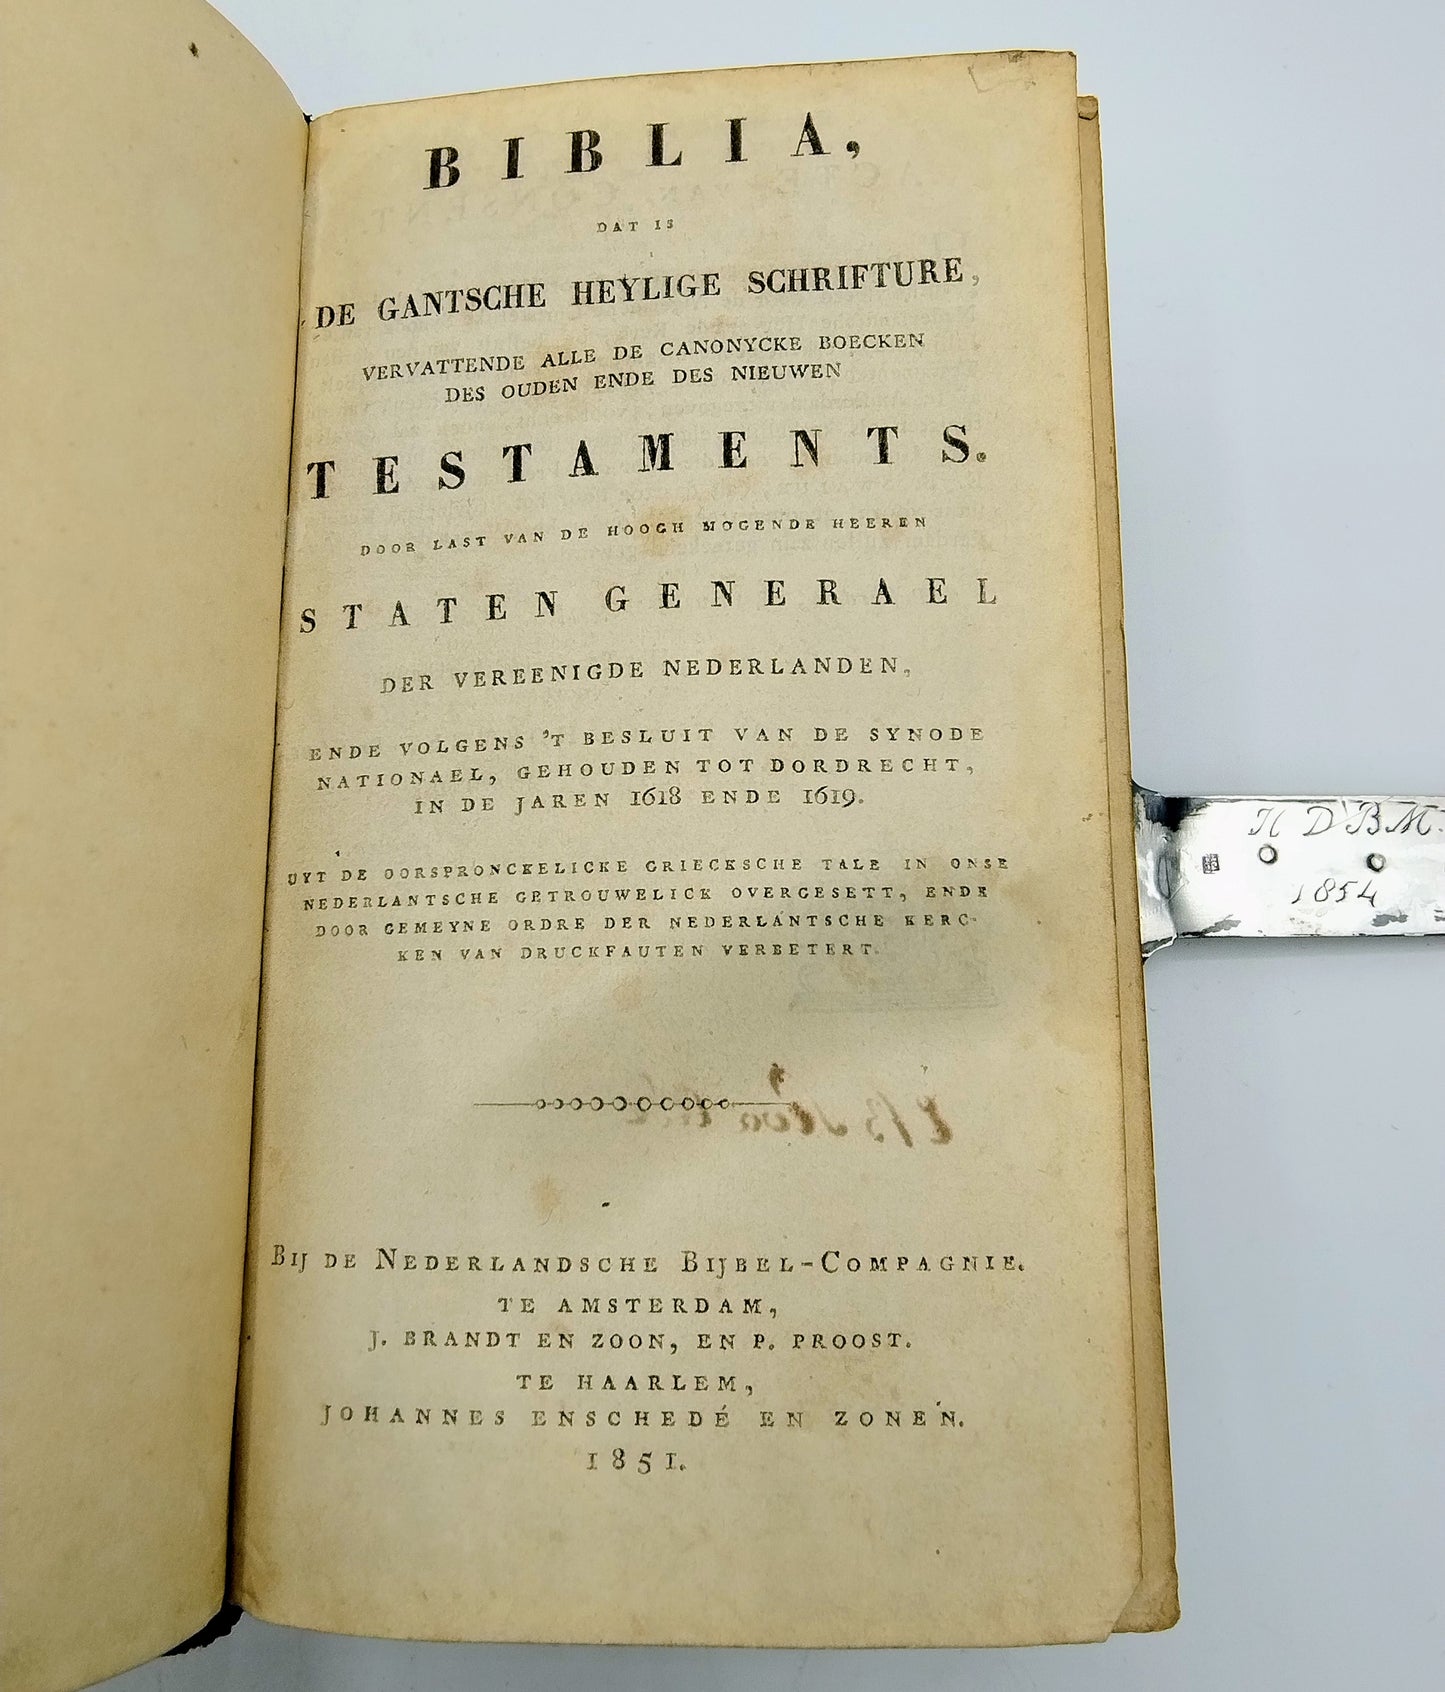 BIBLIA,
DAT IS
DE GANTSCHE HEYLIGE SCHRIFTURE,
VERVATTENDE ALLE DE CANONYCKE BOECKEN
DES OUDEN ENDE DES NIEUWEN
TESTAMENTS.
DOOR LAST VAN DE HOOGH MOGENDE HEEREN
STATEN GENERAEL
DER VEREENIGDE NEDERLANDEN,
ENDE VOLGENS 'T BESLUIT VAN DE SYNODE
NATIONAEL, GEHOUDEN TOT DORDRECHT,
IN DE JAREN 1618 ENDE 1619.
UYT DE OORSPRONCKELICKE GRIECKSCHE TALE IN ONSE
NEDERLANTSCHE GETROUWELICK OVERGESETT, ENDE
DOOR GEMEYNE ORDRE DER NEDERLANTSCHE KERC-
KEN VAN DRUCKFAUTEN VERBETERT.
BIJ DE NEDERLANDSCHE BIJBEL-COMPAGNIE.
TE AMSTERDAM,
J. BRANDT EN ZOON, EN P. PROOST.
TE HAARLEM,
JOHANNES ENSCHEDÉ EN ZONEN.
1851.
DBM.
1854